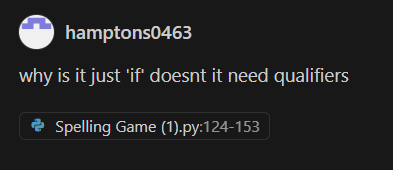 hamptons0463
why is it just 'if' doesnt it need qualifiers
Spelling Game (1).py:124-153